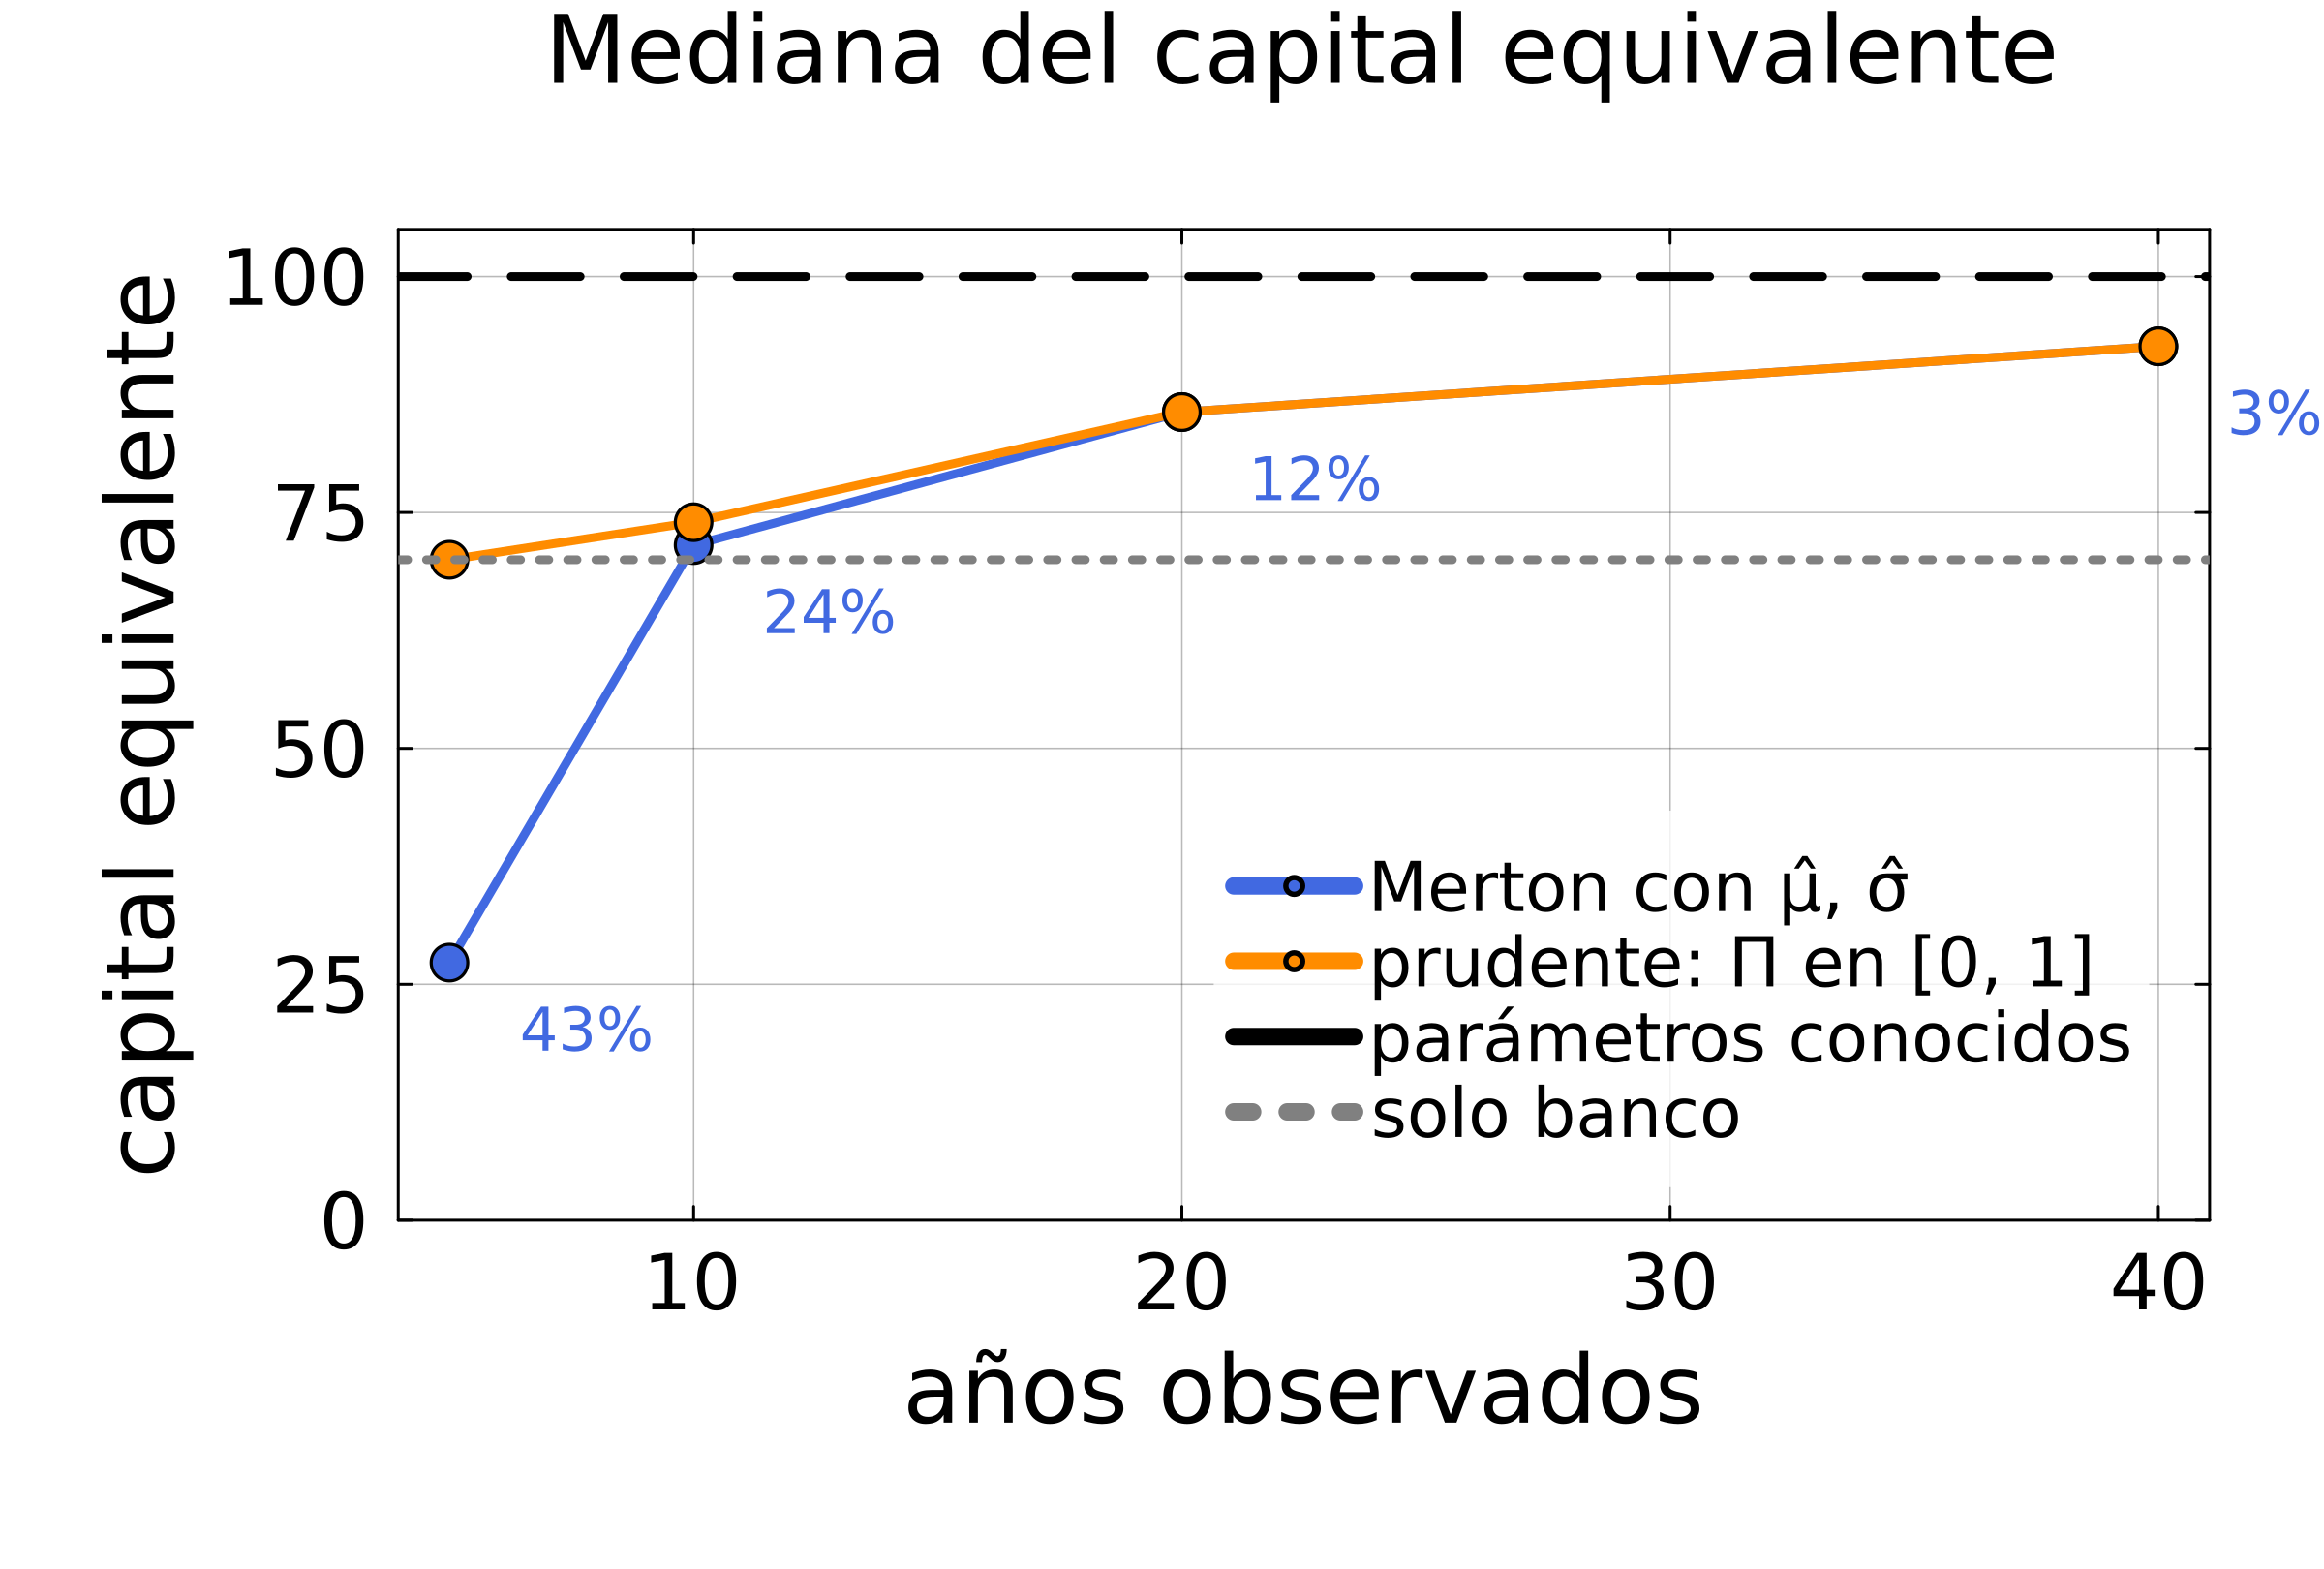 Mediana del capital equivalente
capital equivalente
100
75
50
25
0
3%
12%
24%
43%
Merton con μ̂, σ̂
prudente: Π en [0, 1]
parámetros conocidos
solo banco
10 20 30 40
años observados